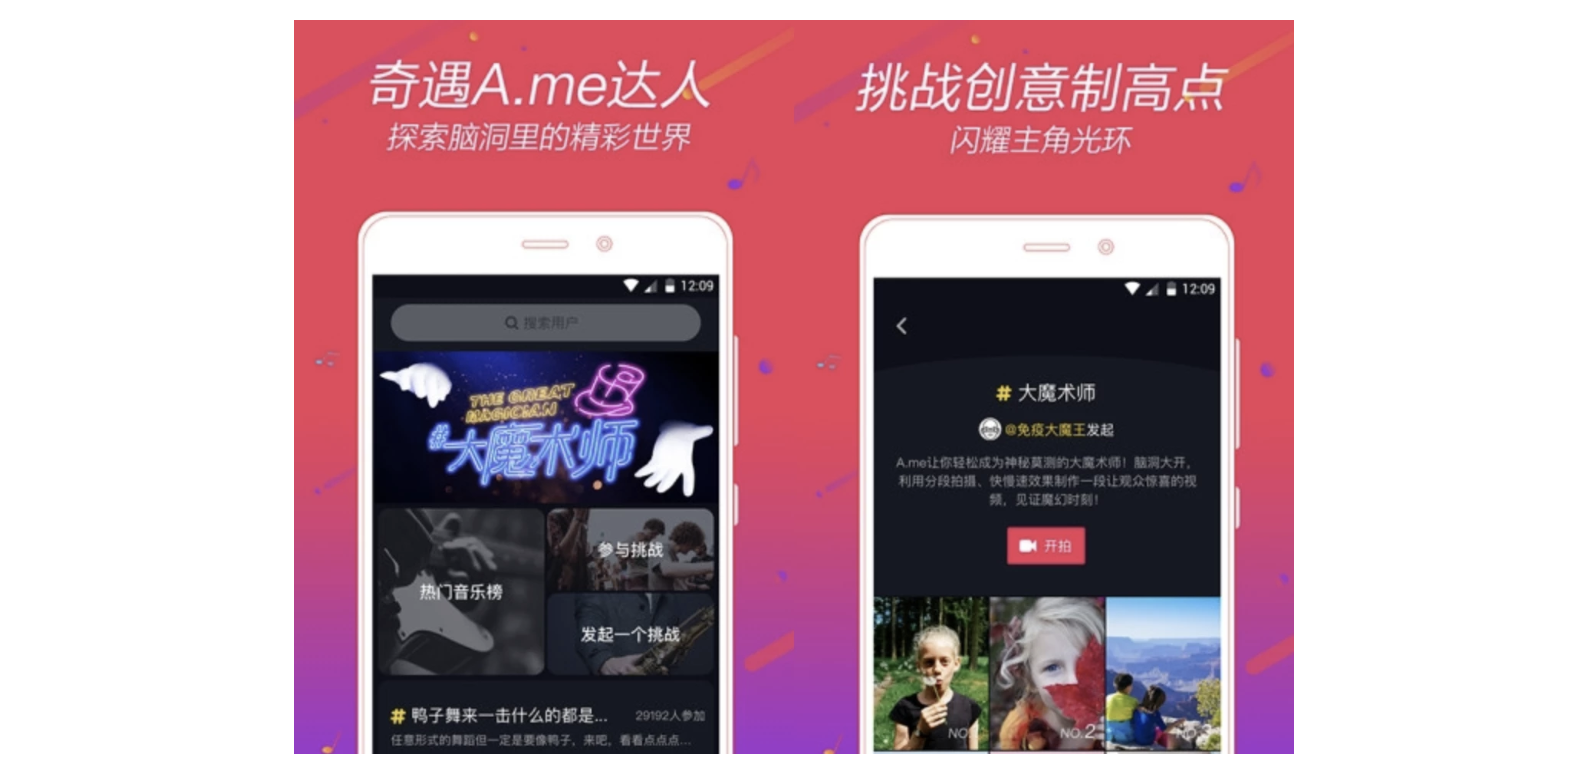 奇遇A.me达人
探索脑洞里的精彩世界
12:09
搜索用户
THE GREAT
MAGICIAN
#大魔术师
热门音乐榜
参与挑战
发起一个挑战
# 鸭子舞来一击什么的都是...
29192人参加
任意形式的舞蹈但一定是要像鸭子，来吧，看看点点点...
挑战创意制高点
闪耀主角光环
12:09
# 大魔术师
@免疫大魔王发起
A.me让你轻松成为神秘莫测的大魔术师！脑洞大开，
利用分段拍摄、快慢速效果制作一段让观众惊喜的视
频，见证魔幻时刻！
开拍
NO.
NO.2
NO.3